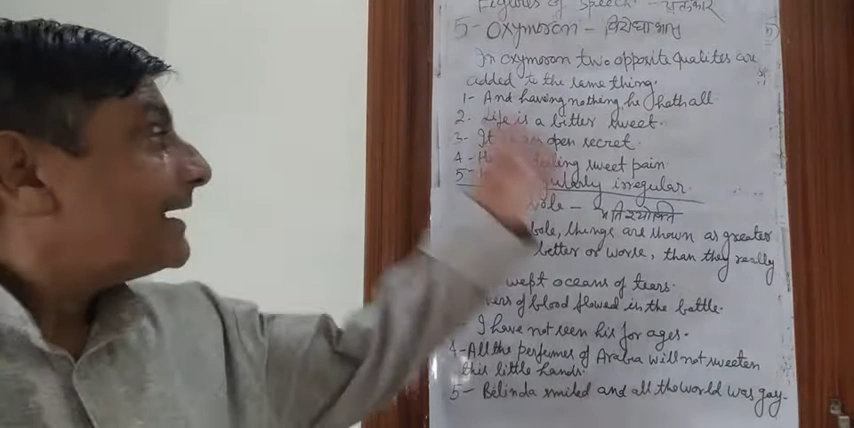 Figures of Speech - अलंकार
5- Oxymoron - विरोधाभास
In oxymoron two opposite qualites are
added to the same thing.
1- And having nothing he hath all
2. Life is a bitter sweet.
3- It open secret.
4- sweet pain
5- irregular.
अतिशयोक्ति
things are shown as greater
better or worse, than they really
wept oceans of tears.
of blood flowed in the battle.
I have not seen his for ages.
4- All the perfumes of Arabia will not sweeten
this little hands.
5- Belinda smiled and all the world was gay.